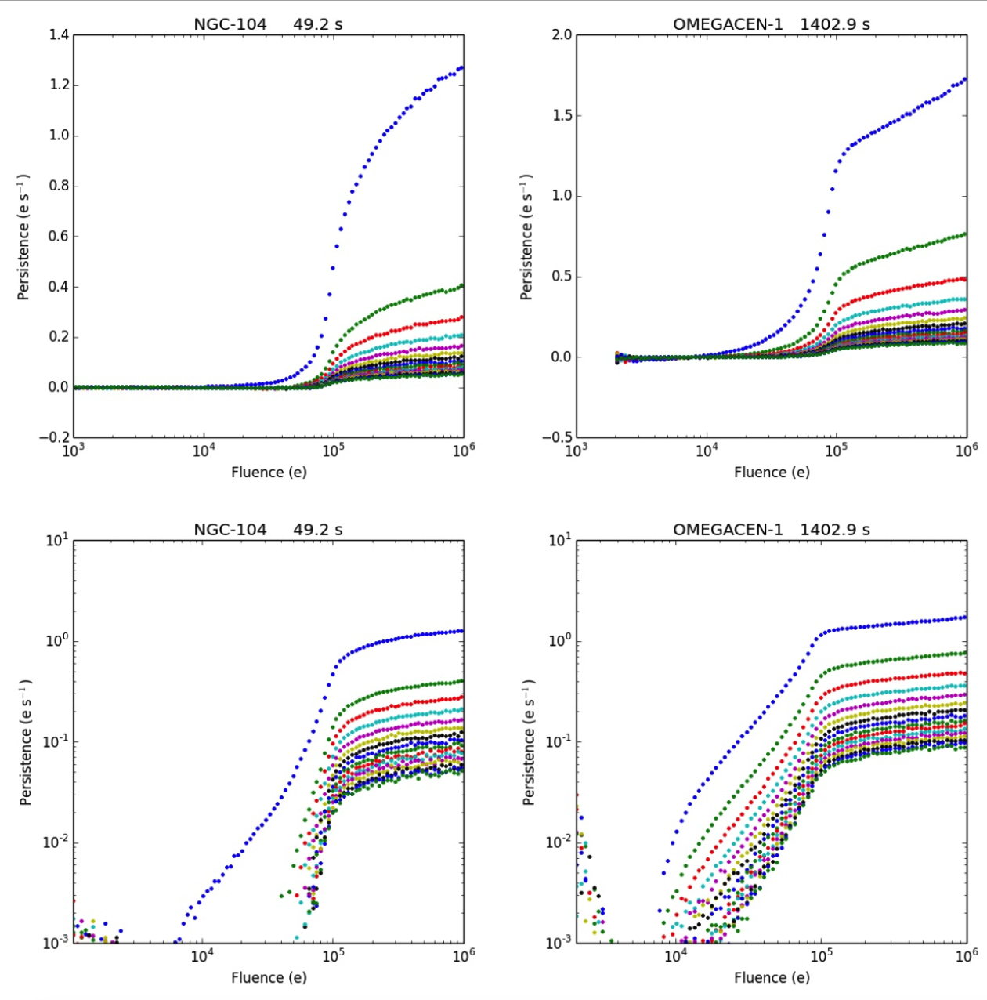 NGC-104 49.2 s
1.4
1.2
1.0
0.8
0.6
0.4
0.2
0.0
−0.2
Persistence (e s⁻¹)
10³ 10⁴ 10⁵ 10⁶
Fluence (e)
OMEGACEN-1 1402.9 s
2.0
1.5
1.0
0.5
0.0
−0.5
Persistence (e s⁻¹)
10³ 10⁴ 10⁵ 10⁶
Fluence (e)
NGC-104 49.2 s
10¹
10⁰
10⁻¹
10⁻²
10⁻³
Persistence (e s⁻¹)
10⁴ 10⁵ 10⁶
Fluence (e)
OMEGACEN-1 1402.9 s
10¹
10⁰
10⁻¹
10⁻²
10⁻³
Persistence (e s⁻¹)
10⁴ 10⁵ 10⁶
Fluence (e)